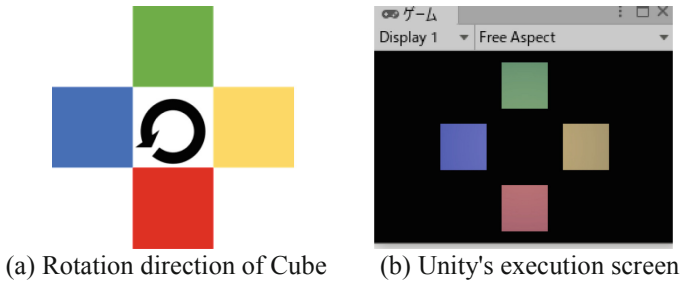 ゲーム
Display 1 Free Aspect
(a) Rotation direction of Cube
(b) Unity's execution screen